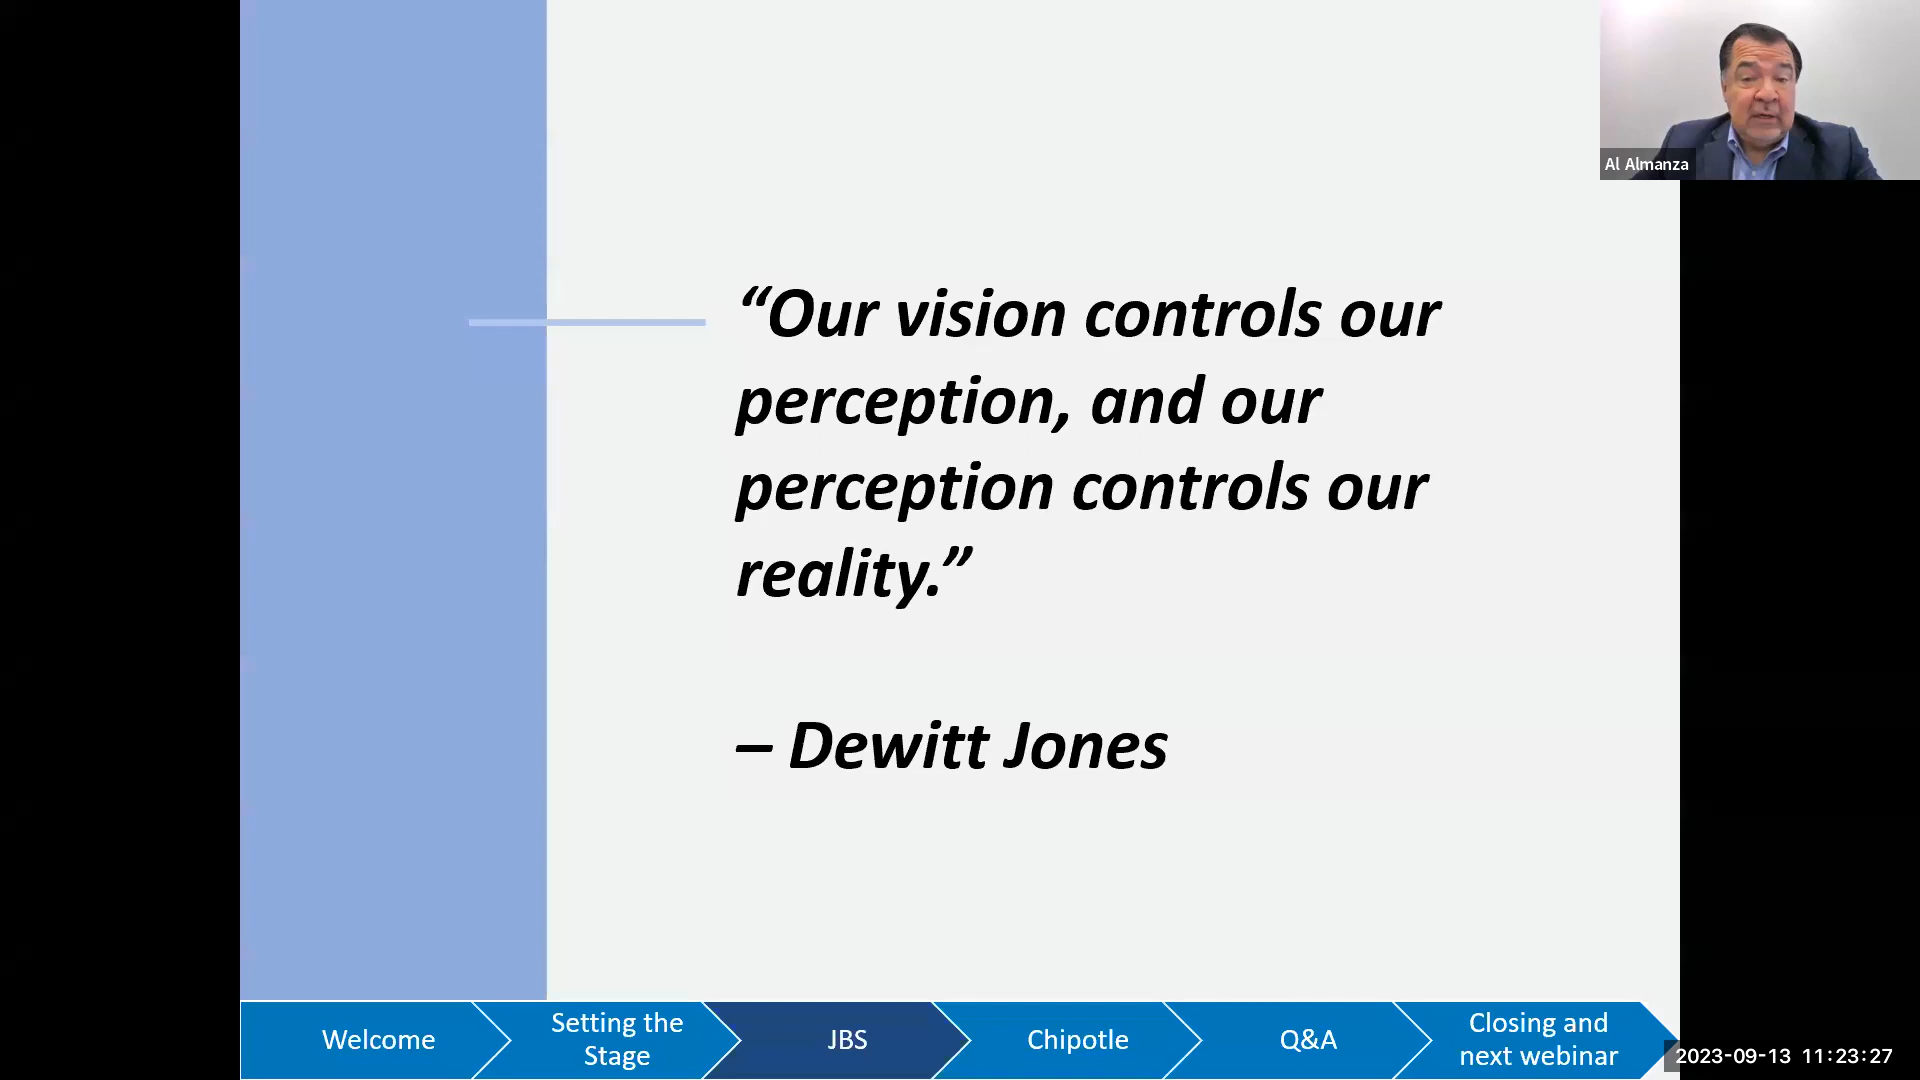 Al Almanza
“Our vision controls our
perception, and our
perception controls our
reality.”
– Dewitt Jones
Welcome
Setting the
Stage
JBS
Chipotle
Q&A
Closing and
next webinar
2023-09-13 11:23:27